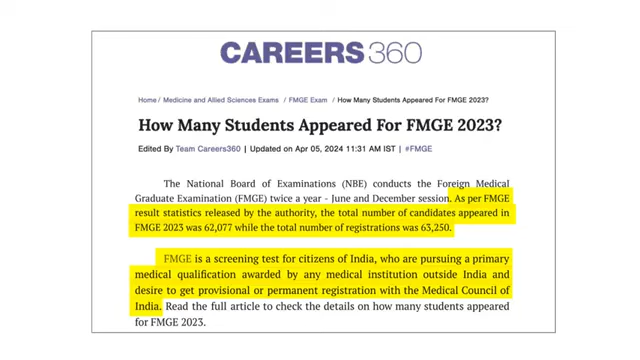 CAREERS360
Home / Medicine and Allied Sciences Exams / FMGE Exam / How Many Students Appeared For FMGE 2023?
How Many Students Appeared For FMGE 2023?
Edited By Team Careers360 | Updated on Apr 05, 2024 11:31 AM IST | #FMGE
The National Board of Examinations (NBE) conducts the Foreign Medical
Graduate Examination (FMGE) twice a year - June and December session. As per FMGE
result statistics released by the authority, the total number of candidates appeared in
FMGE 2023 was 62,077 while the total number of registrations was 63,250.
FMGE is a screening test for citizens of India, who are pursuing a primary
medical qualification awarded by any medical institution outside India and
desire to get provisional or permanent registration with the Medical Council of
India. Read the full article to check the details on how many students appeared
for FMGE 2023.